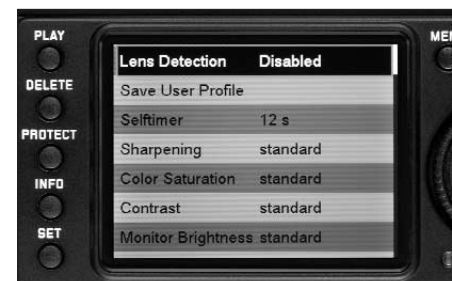 PLAY
DELETE
PROTECT
INFO
SET
MEN
Lens Detection Disabled
Save User Profile
Selftimer 12 s
Sharpening standard
Color Saturation standard
Contrast standard
Monitor Brightness standard